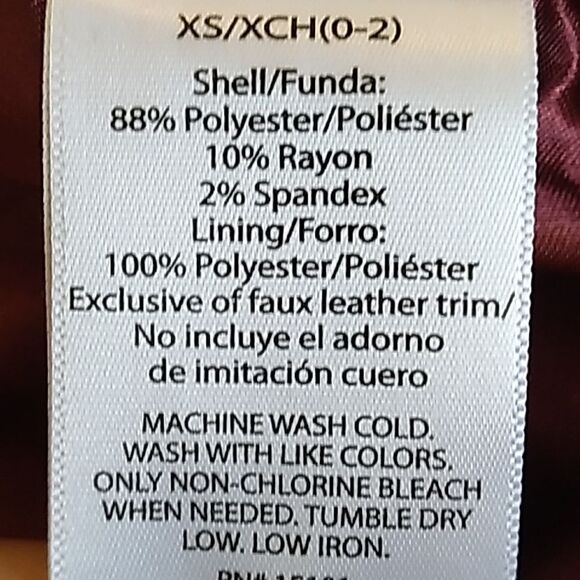 XS/XCH(0-2)
Shell/Funda:
88% Polyester/Poliéster
10% Rayon
2% Spandex
Lining/Forro:
100% Polyester/Poliéster
Exclusive of faux leather trim/
No incluye el adorno
de imitación cuero
MACHINE WASH COLD.
WASH WITH LIKE COLORS.
ONLY NON-CHLORINE BLEACH
WHEN NEEDED. TUMBLE DRY
LOW. LOW IRON.